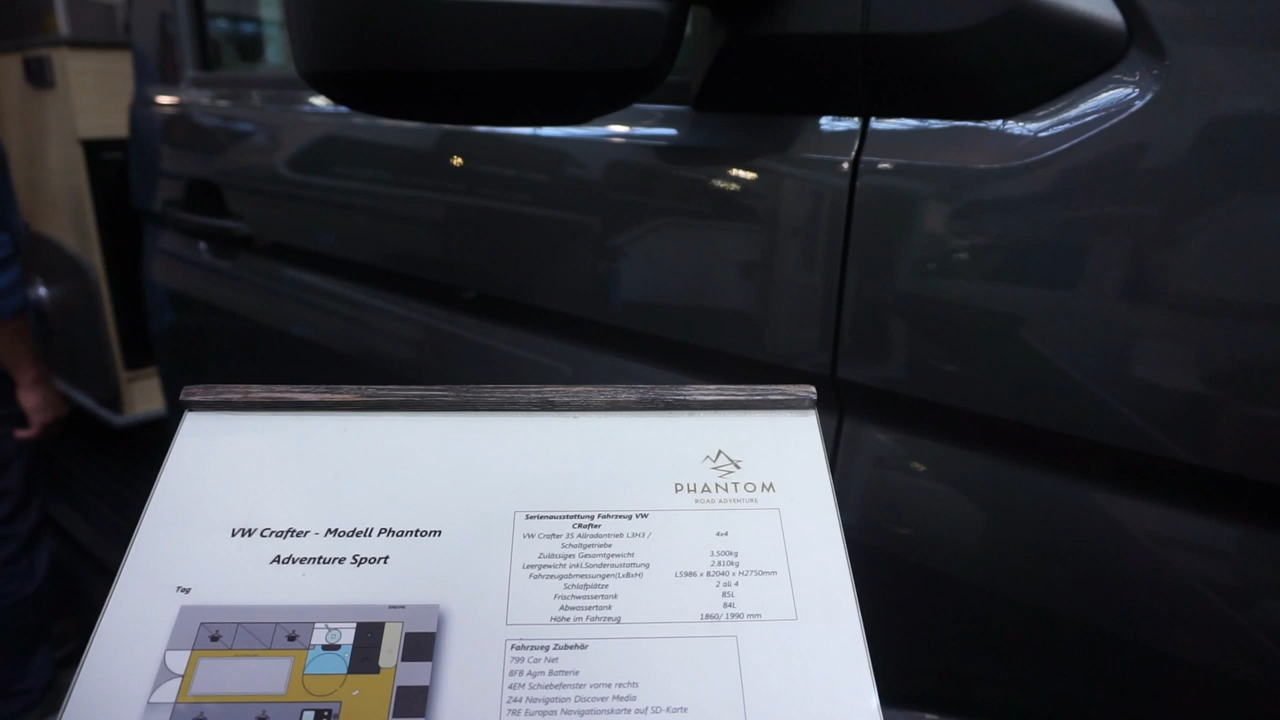 PHANTOM
ROAD ADVENTURE
VW Crafter - Modell Phantom
Adventure Sport
Tag
Serienausstattung Fahrzeug VW
CRafter
VW Crafter 35 Allradantrieb L3H3 / 4x4
Schaltgetriebe
Zulässiges Gesamtgewicht 3.500kg
Leergewicht inkl.Sonderaustattung 2.810kg
Fahrzeugabmessungen(LxBxH) L5986 x B2040 x H2750mm
Schlafplätze 2 ali 4
Frischwassertank 85L
Abwassertank 84L
Höhe im Fahrzeug 1860/ 1990 mm
Fahrzueg Zubehör
799 Car Net
8FB Agm Batterie
4EM Schiebefenster vorne rechts
Z44 Navigation Discover Media
7RE Europas Navigationskarte auf SD-Karte